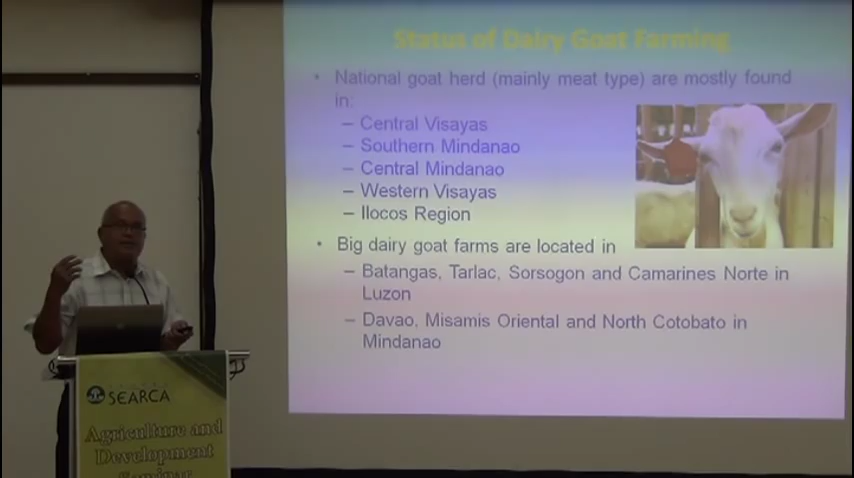 Status of Dairy Goat Farming
• National goat herd (mainly meat type) are mostly found
in:
– Central Visayas
– Southern Mindanao
– Central Mindanao
– Western Visayas
– Ilocos Region
• Big dairy goat farms are located in
– Batangas, Tarlac, Sorsogon and Camarines Norte in
Luzon
– Davao, Misamis Oriental and North Cotobato in
Mindanao
SEARCA
Agriculture and
Development
Seminar